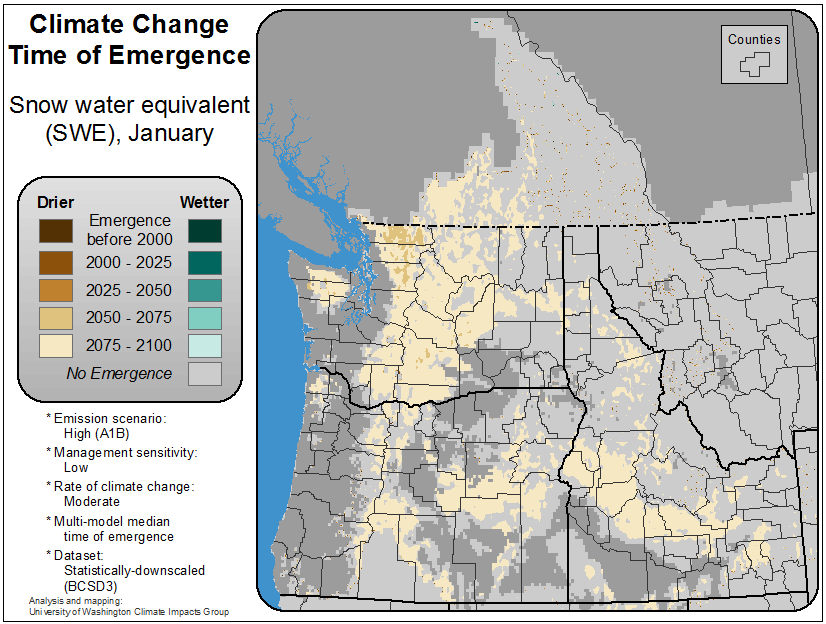 Climate Change
Time of Emergence
Snow water equivalent
(SWE), January
Drier
Wetter
Emergence
before 2000
2000 - 2025
2025 - 2050
2050 - 2075
2075 - 2100
No Emergence
* Emission scenario:
High (A1B)
* Management sensitivity:
Low
* Rate of climate change:
Moderate
* Multi-model median
time of emergence
* Dataset:
Statistically-downscaled
(BCSD3)
Analysis and mapping:
University of Washington Climate Impacts Group
Counties